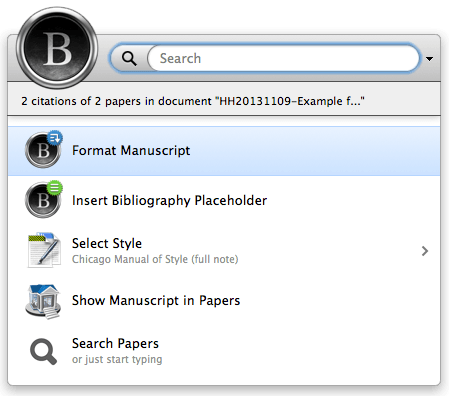 B
Search
2 citations of 2 papers in document "HH20131109-Example f..."
B
Format Manuscript
B
Insert Bibliography Placeholder
Select Style
Chicago Manual of Style (full note)
Show Manuscript in Papers
Search Papers
or just start typing